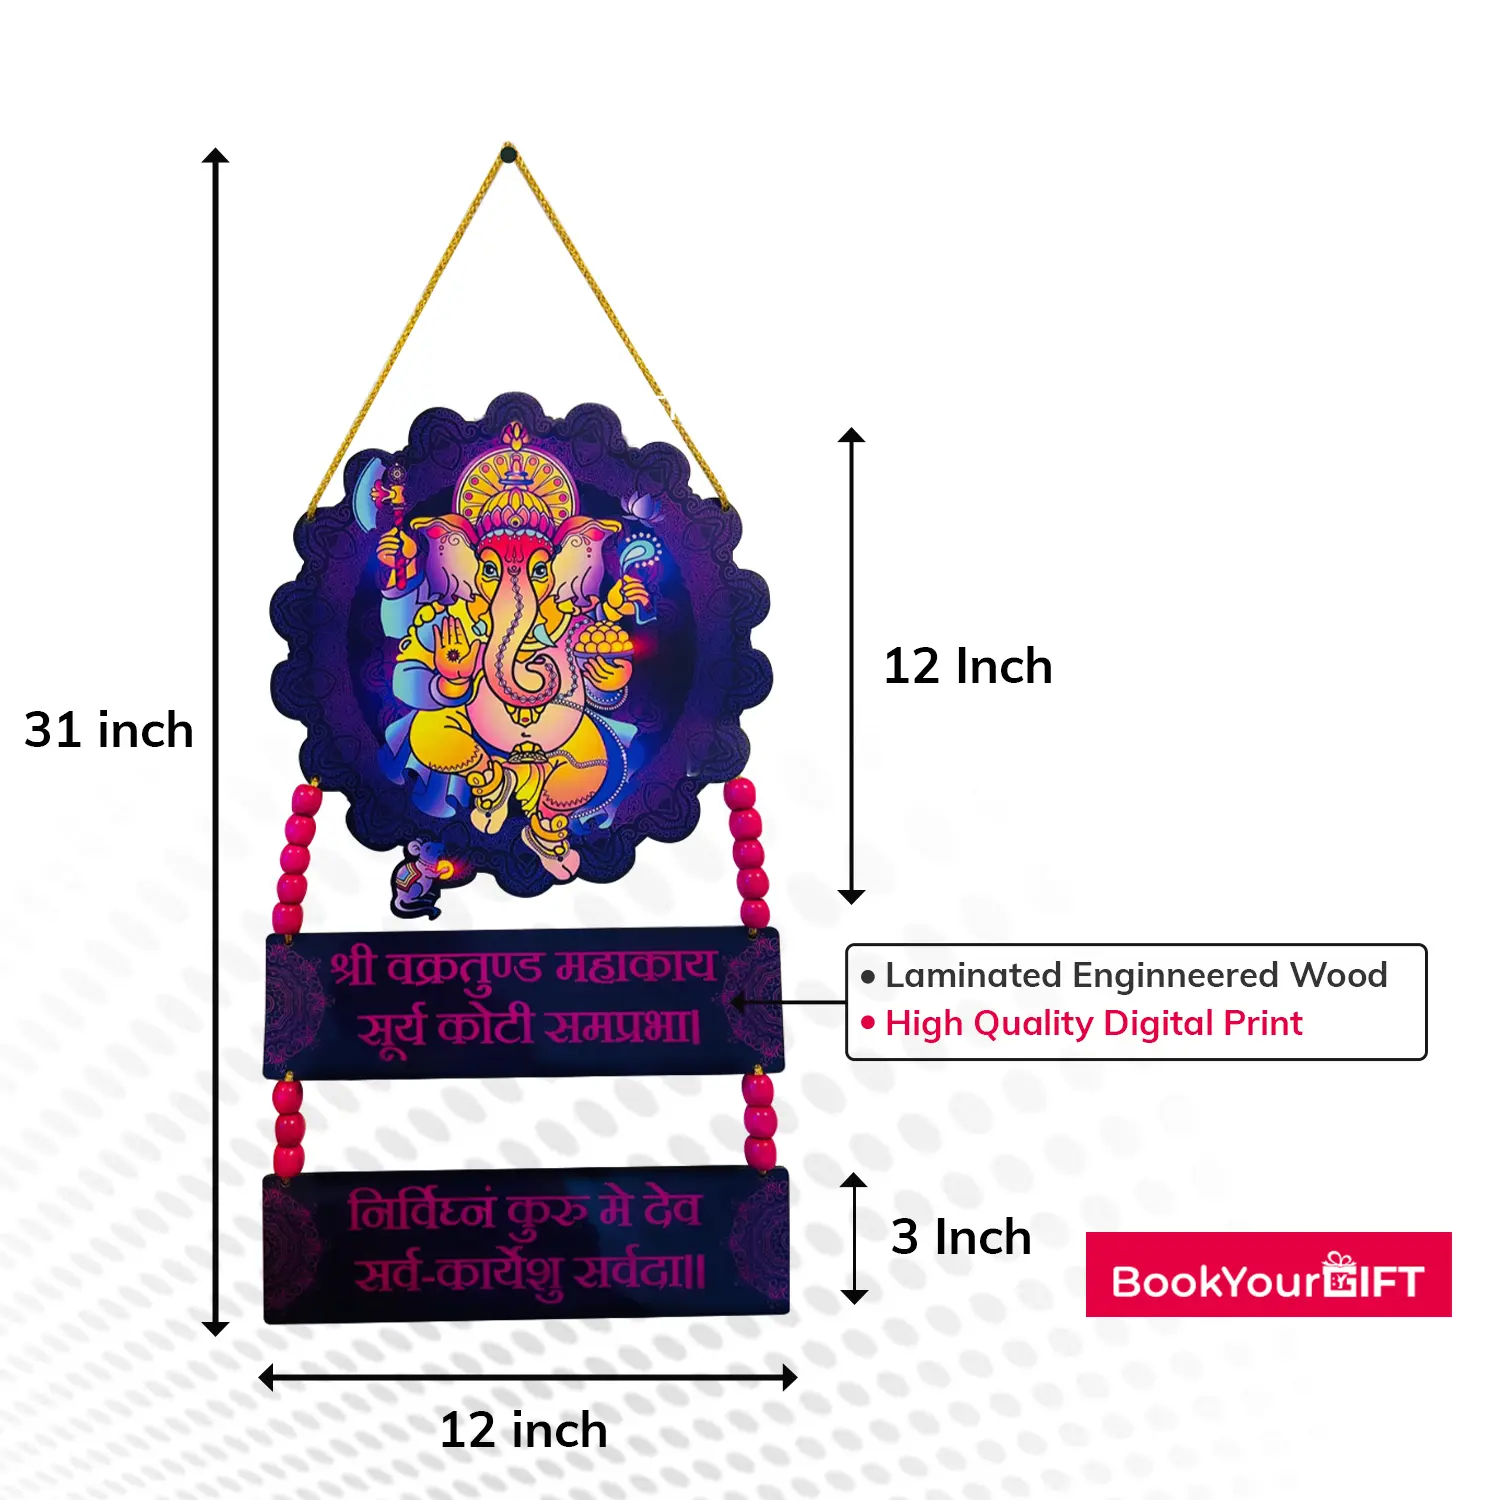 31 inch
12 Inch
श्री वक्रतुण्ड महाकाय
सूर्य कोटी समप्रभा।
• Laminated Enginneered Wood
• High Quality Digital Print
निर्विघ्नं कुरु मे देव
सर्व-कार्येशु सर्वदा॥
3 Inch
BookYourGIFT
BYG
12 inch